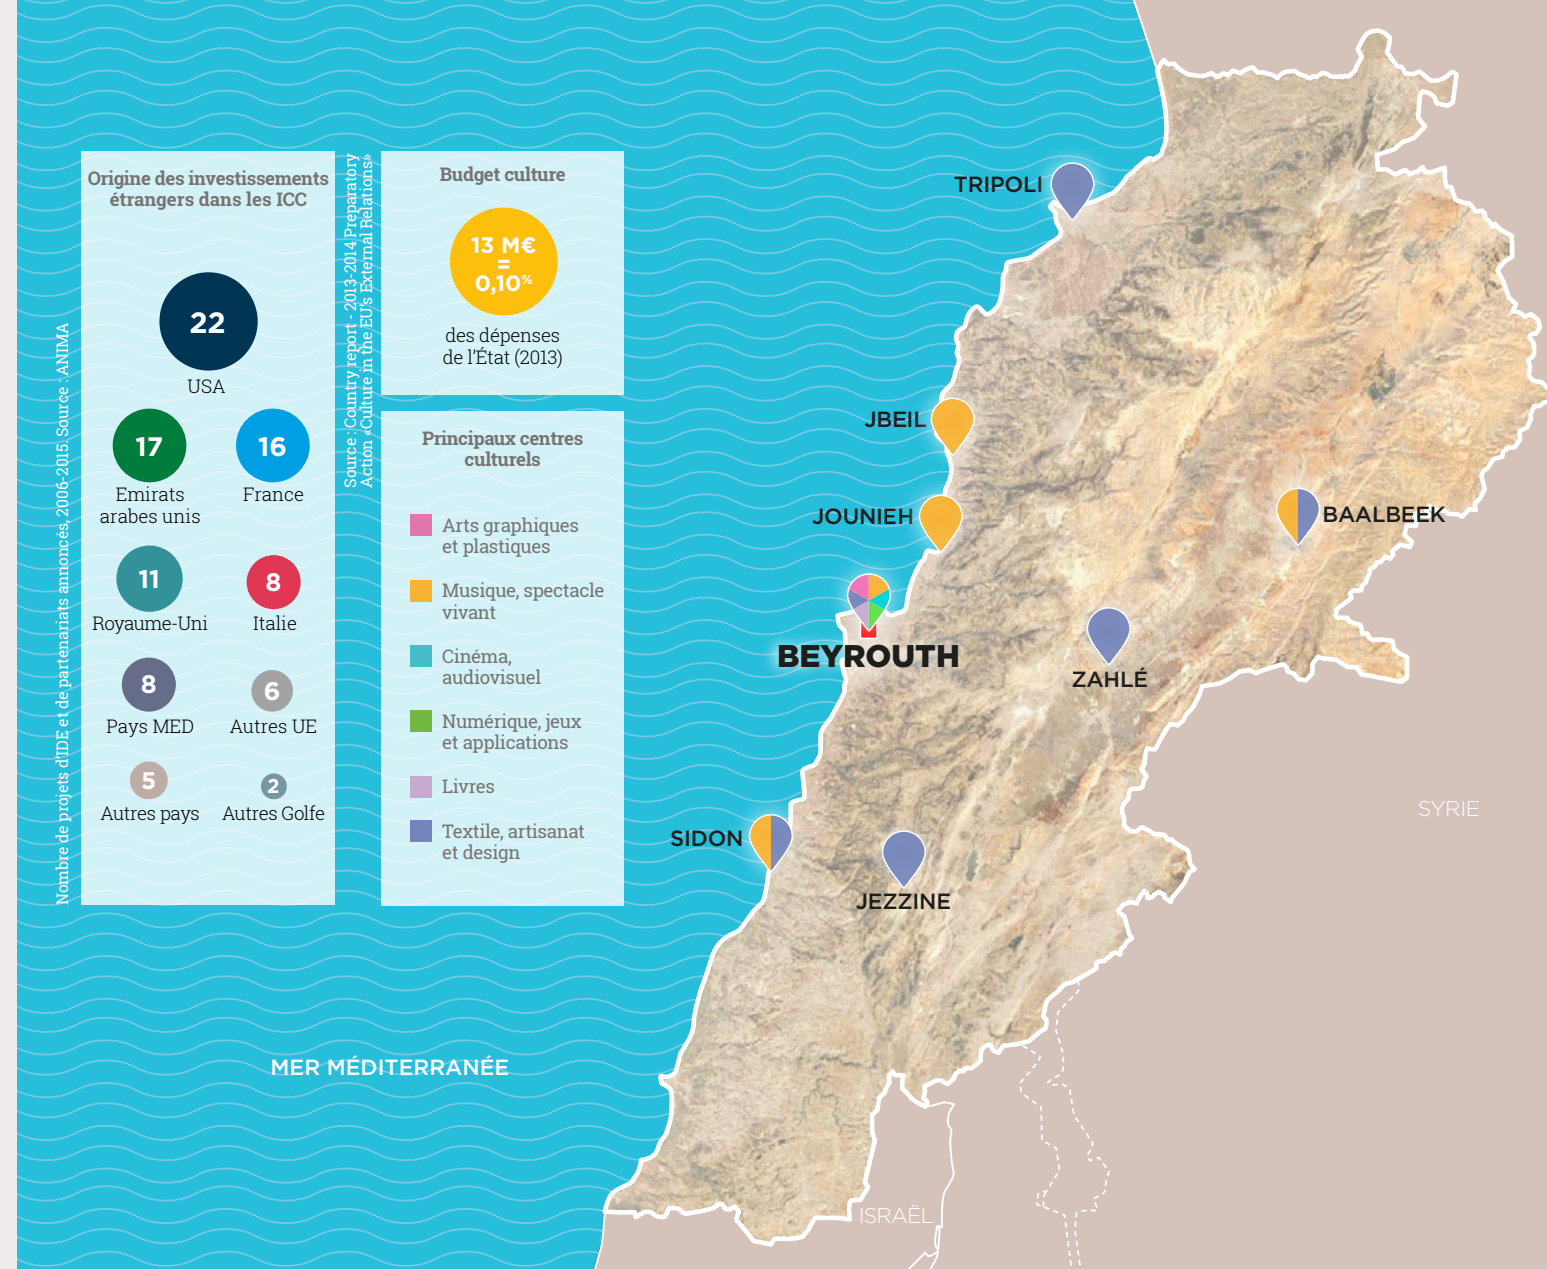 Origine des investissements
étrangers dans les ICC
22
USA
17
Emirats
arabes unis
16
France
11
Royaume-Uni
8
Italie
8
Pays MED
6
Autres UE
5
Autres pays
2
Autres Golfe
Nombre de projets d'IDE et de partenariats annoncés, 2006-2015. Source : ANIMA
Budget culture
13 M€
=
0,10%
des dépenses
de l'État (2013)
Source : Country report - 2013-2014 Preparatory
Action «Culture in the EU's External Relations»
Principaux centres
culturels
Arts graphiques
et plastiques
Musique, spectacle
vivant
Cinéma,
audiovisuel
Numérique, jeux
et applications
Livres
Textile, artisanat
et design
TRIPOLI
JBEIL
JOUNIEH
BAALBEEK
BEYROUTH
ZAHLÉ
SIDON
JEZZINE
SYRIE
MER MÉDITERRANÉE
ISRAËL